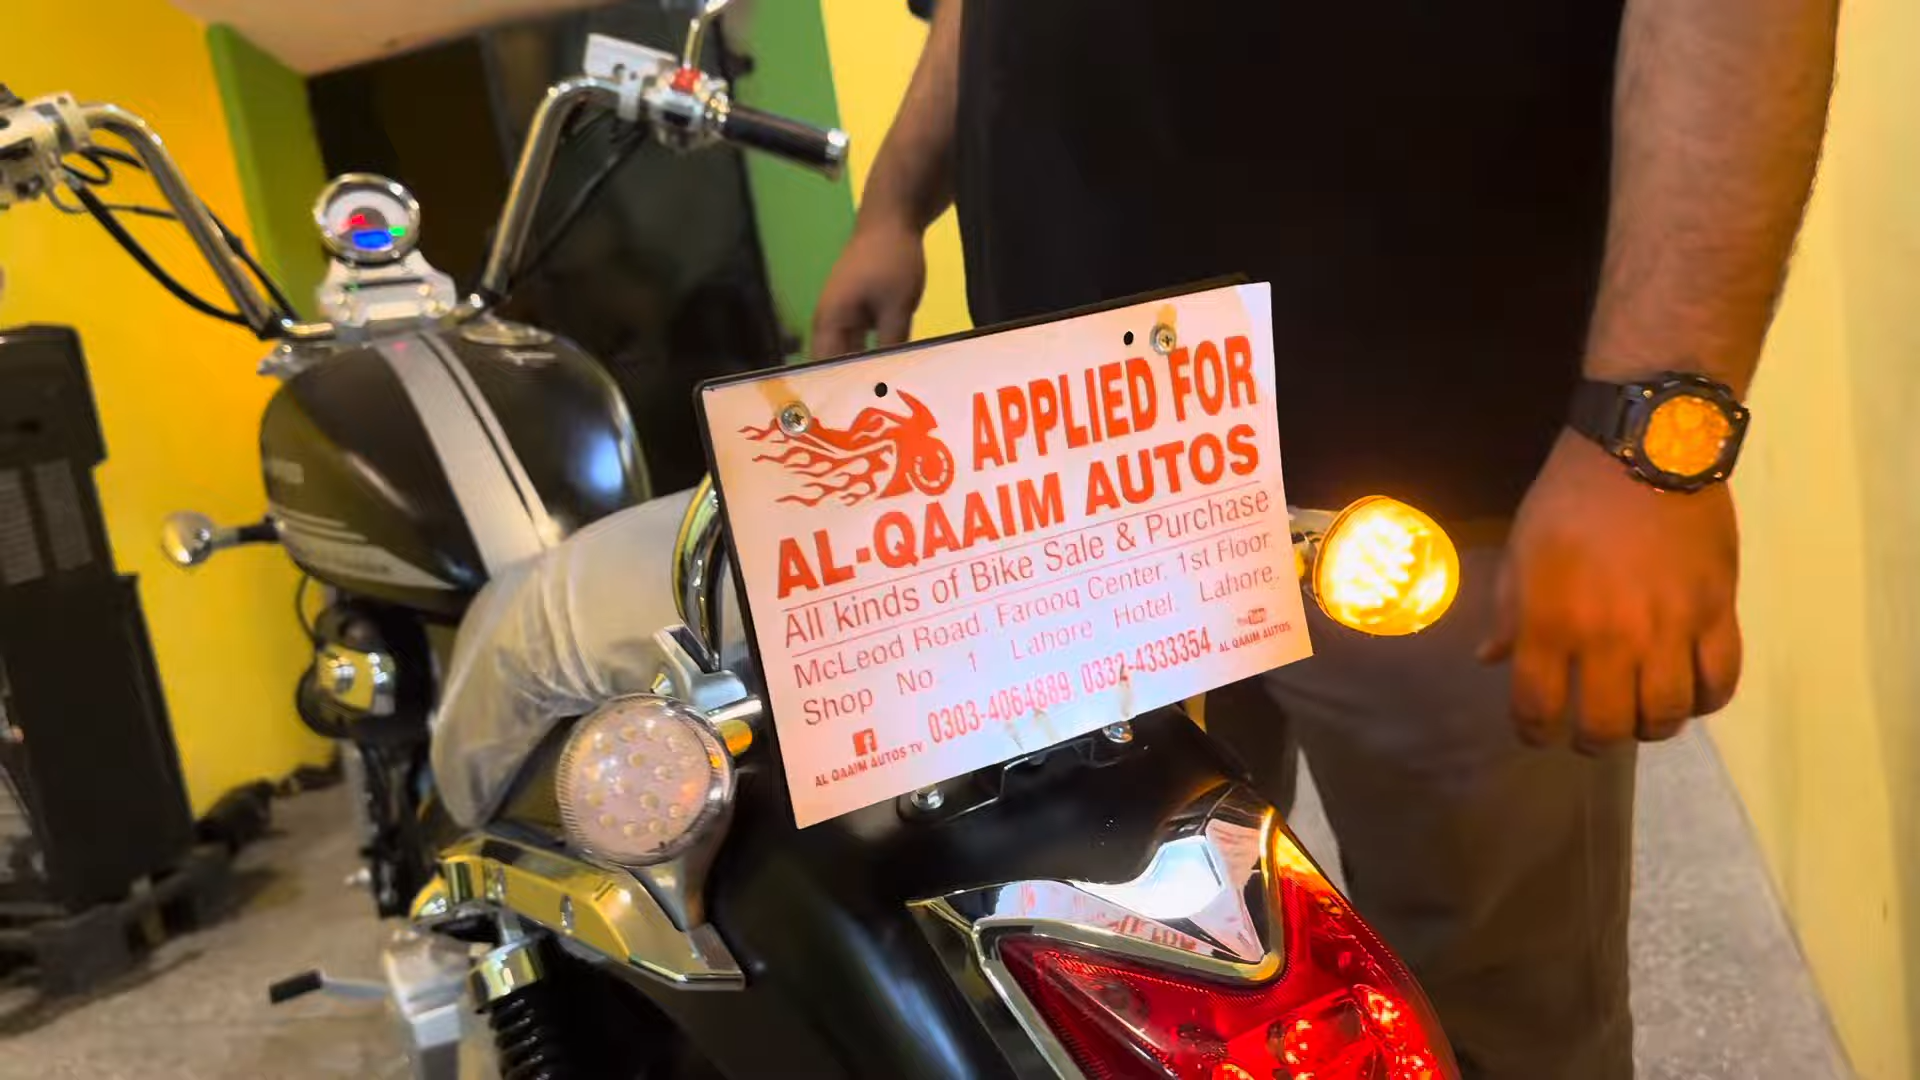 APPLIED FOR
AL-QAAIM AUTOS
All kinds of Bike Sale & Purchase
McLeod Road, Farooq Center, 1st Floor,
Shop No. 1 Lahore Hotel, Lahore.
0303-4064889, 0332-4333354
AL QAAIM AUTOS TV
AL QAAIM AUTOS